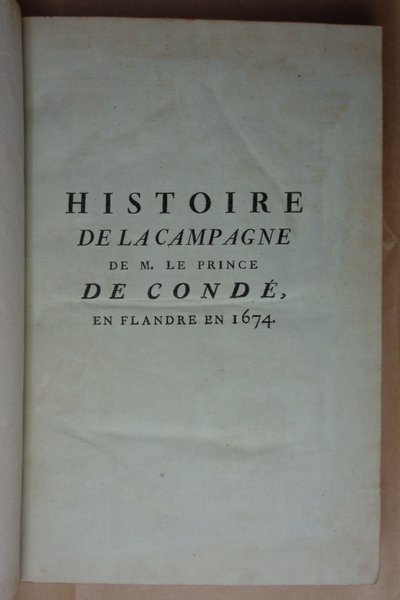 HISTOIRE
DE LA CAMPAGNE
DE M. LE PRINCE
DE CONDÉ,
EN FLANDRE EN 1674.